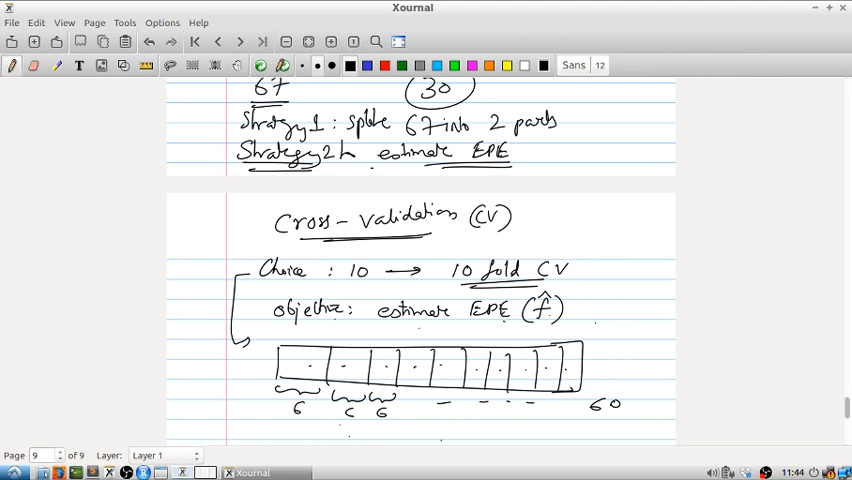 Xournal
File Edit View Page Tools Options Help
Sans 12
67 30
Strategy 1 : split 67 into 2 parts
Strategy 2 estimate EPE
Cross-Validation (CV)
Choice : 10 → 10 fold CV
objective: estimate EPE (f̂)
6 6 6 60
Page 9 of 9 Layer: Layer 1
Xournal 11:44